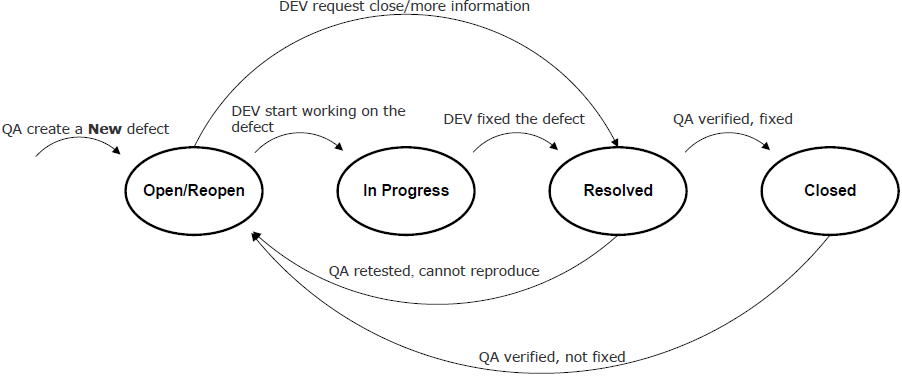 DEV request close/more information
DEV start working on the
defect
QA create a New defect
DEV fixed the defect
QA verified, fixed
Open/Reopen
In Progress
Resolved
Closed
QA retested, cannot reproduce
QA verified, not fixed